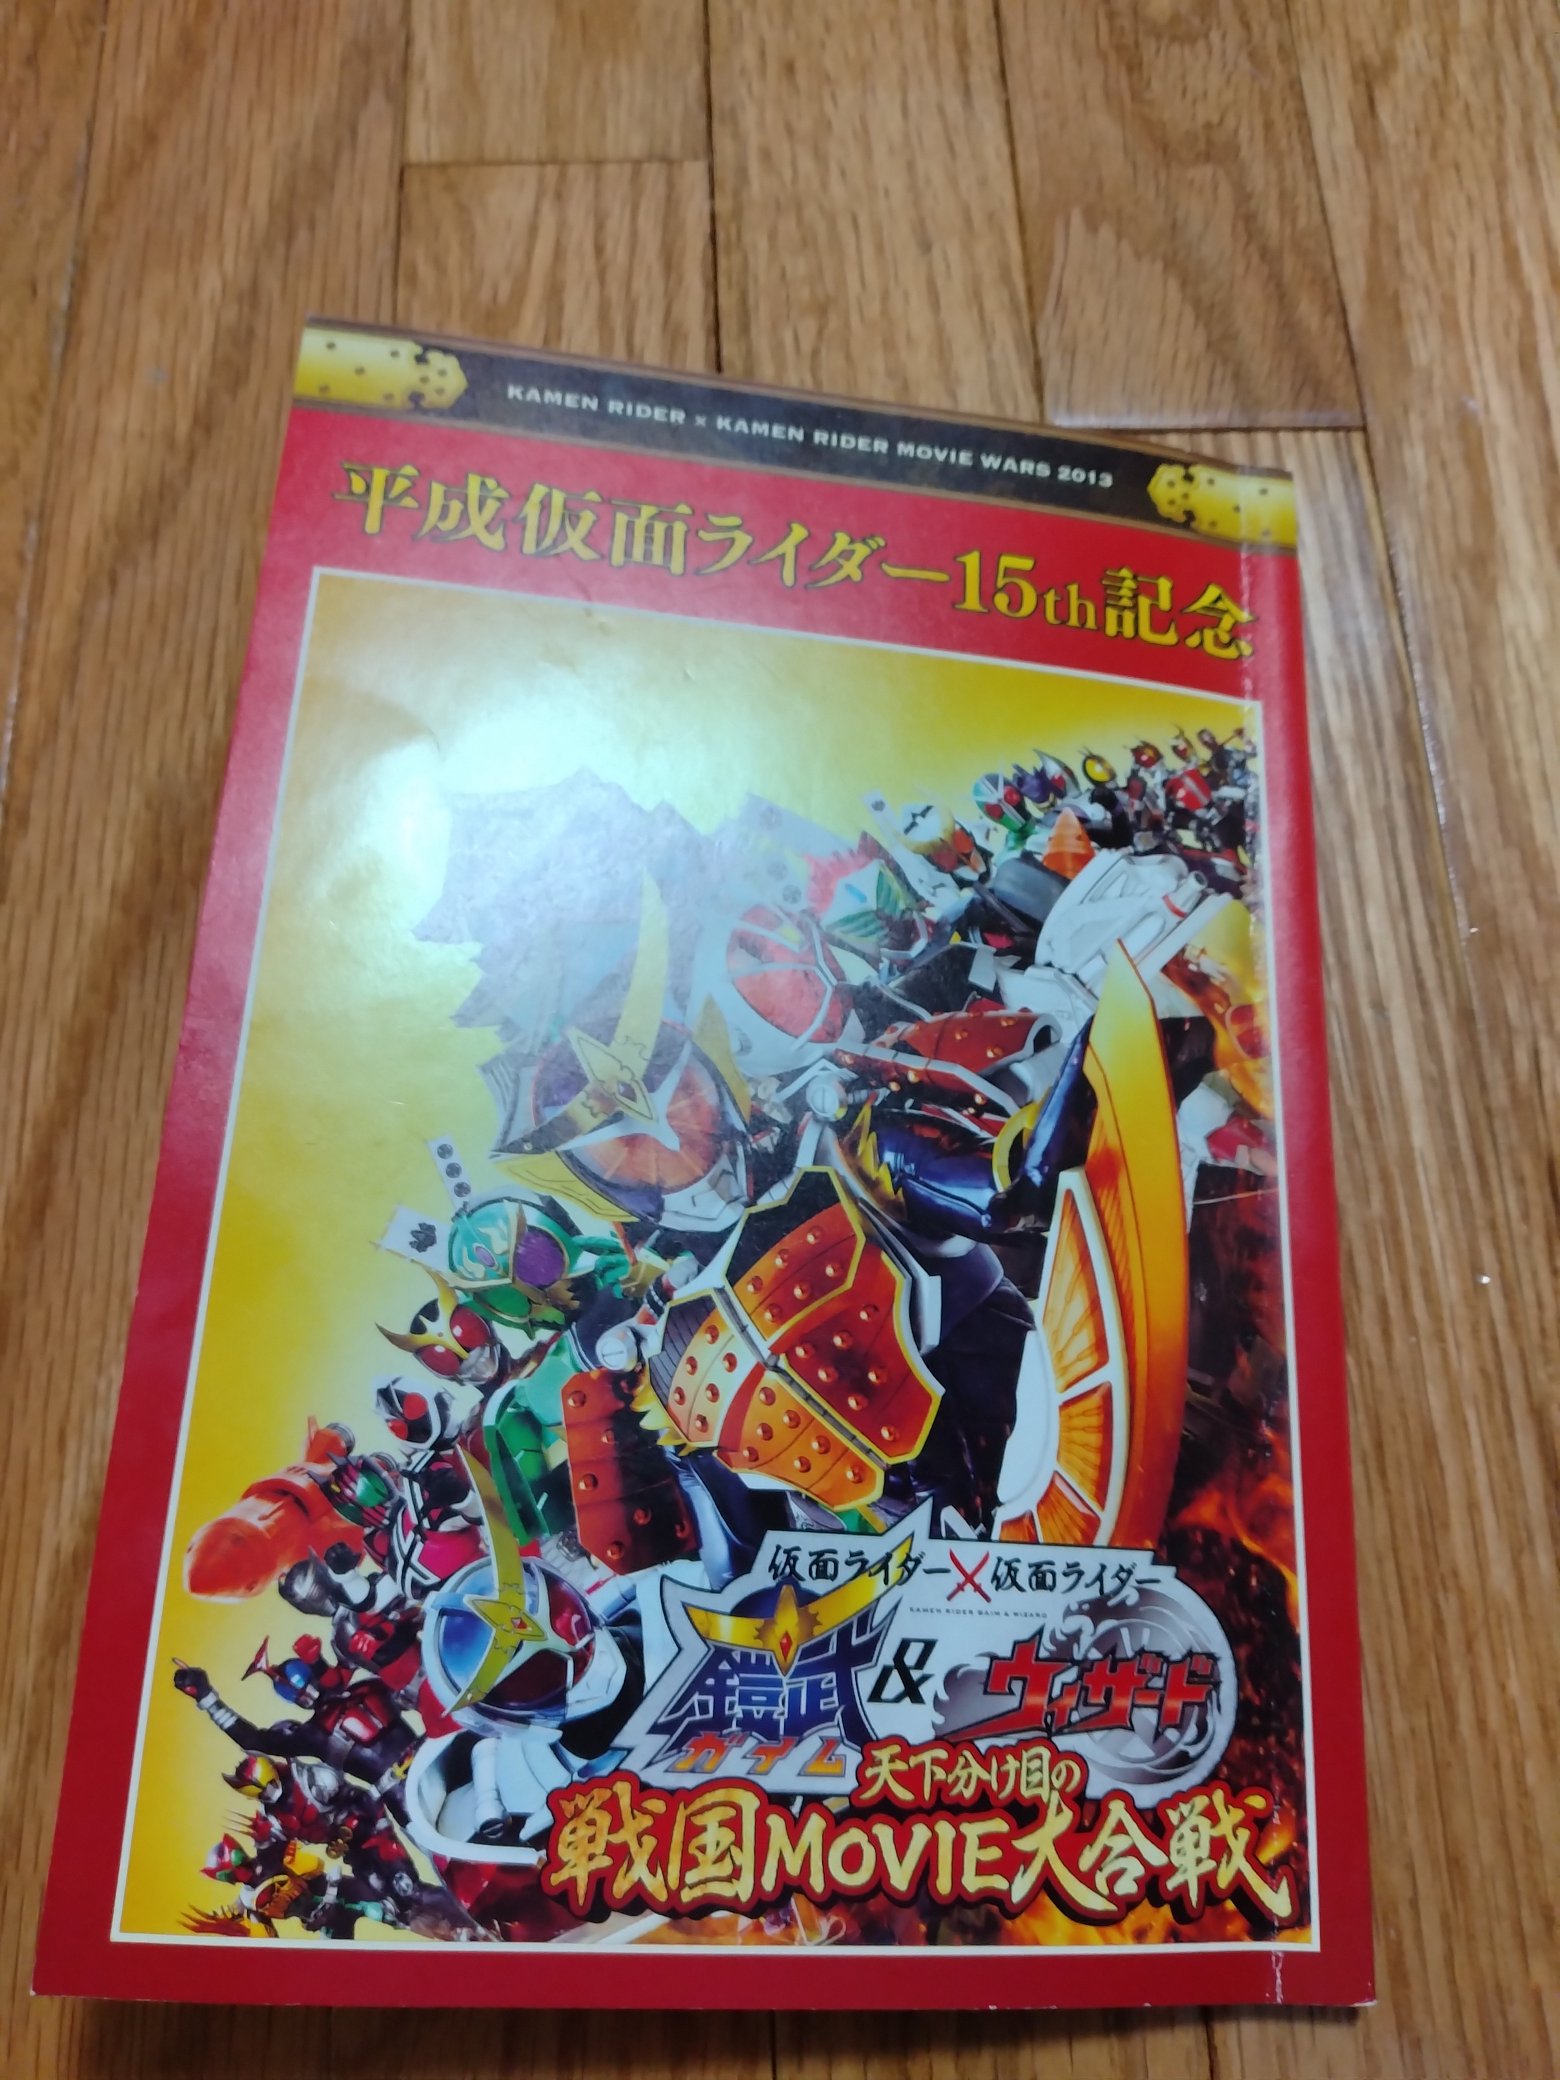 KAMEN RIDER × KAMEN RIDER MOVIE WARS 2013
平成仮面ライダー15th記念
仮面ライダー×仮面ライダー
KAMEN RIDER GAIM & WIZARD
鎧武&ウィザード
ガイム
天下分け目の
戦国MOVIE大合戦